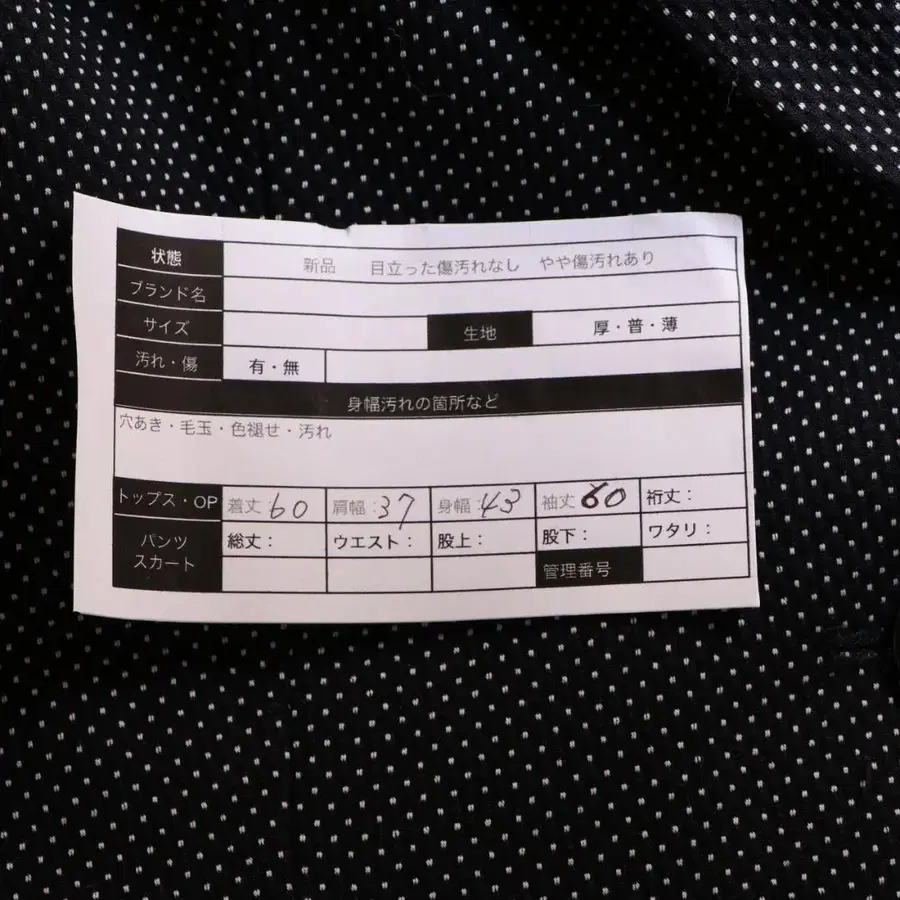 状態 新品 目立った傷汚れなし やや傷汚れあり
ブランド名
サイズ 生地 厚・普・薄
汚れ・傷 有・無
身幅汚れの箇所など
穴あき・毛玉・色褪せ・汚れ
トップス・OP 着丈:60 肩幅:37 身幅:43 袖丈60 裄丈:
パンツ スカート 総丈: ウエスト: 股上: 股下: ワタリ:
管理番号